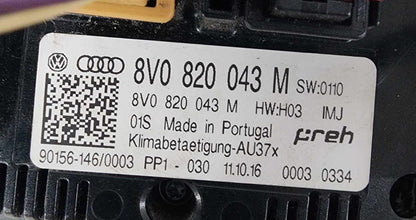 8V0 820 043 M SW:0110
8V0 820 043 M HW:H03 IMJ
01S Made in Portugal preh
Klimabetaetigung-AU37x
90156-146/0003 PP1 - 030 11.10.16 0003 0334